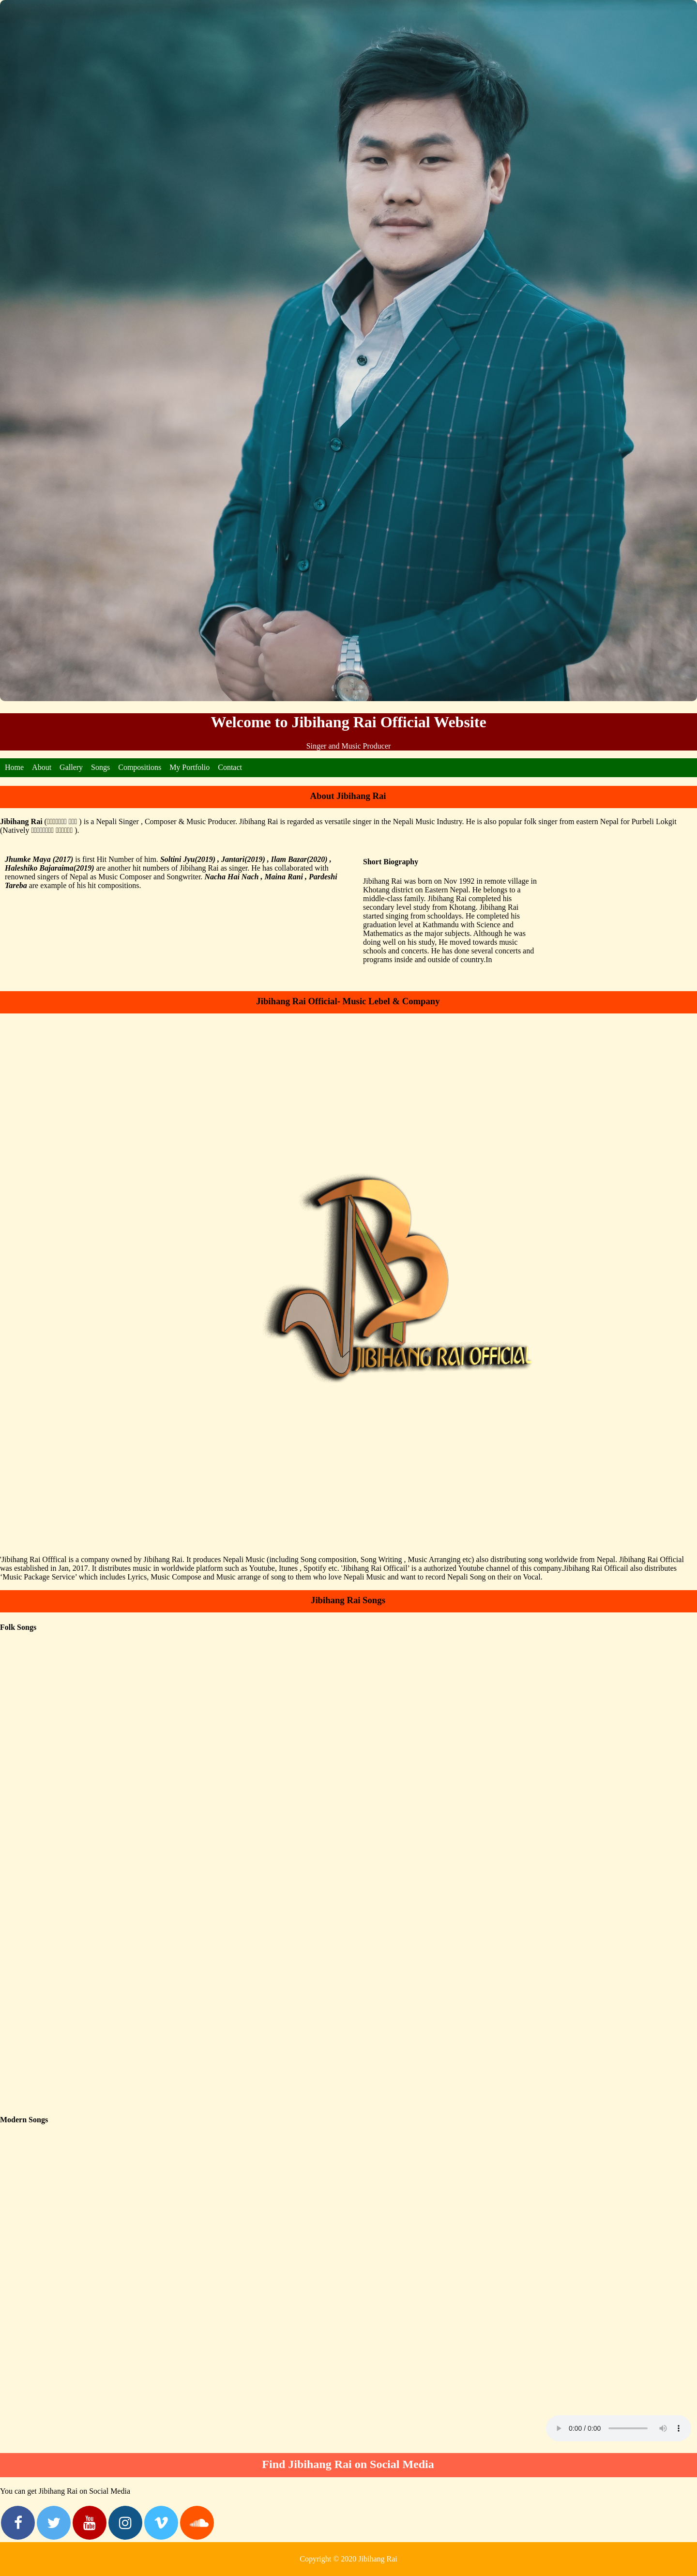 Welcome to Jibihang Rai Official Website
Singer and Music Producer
Home About Gallery Songs Compositions My Portfolio Contact
About Jibihang Rai
Jibihang Rai ( ) is a Nepali Singer , Composer & Music Producer. Jibihang Rai is regarded as versatile singer in the Nepali Music Industry. He is also popular folk singer from eastern Nepal for Purbeli Lokgit
(Natively ).
Jhumke Maya (2017) is first Hit Number of him. Soltini Jyu(2019) , Jantari(2019) , Ilam Bazar(2020) ,
Haleshiko Bajaraima(2019) are another hit numbers of Jibihang Rai as singer. He has collaborated with
renowned singers of Nepal as Music Composer and Songwriter. Nacha Hai Nach , Maina Rani , Pardeshi
Tareba are example of his hit compositions.
Short Biography
Jibihang Rai was born on Nov 1992 in remote village in
Khotang district on Eastern Nepal. He belongs to a
middle-class family. Jibihang Rai completed his
secondary level study from Khotang. Jibihang Rai
started singing from schooldays. He completed his
graduation level at Kathmandu with Science and
Mathematics as the major subjects. Although he was
doing well on his study, He moved towards music
schools and concerts. He has done several concerts and
programs inside and outside of country.In
Jibihang Rai Official- Music Lebel & Company
JIBIHANG RAI OFFICIAL
'Jibihang Rai Offfical is a company owned by Jibihang Rai. It produces Nepali Music (including Song composition, Song Writing , Music Arranging etc) also distributing song worldwide from Nepal. Jibihang Rai Official
was established in Jan, 2017. It distributes music in worldwide platform such as Youtube, Itunes , Spotify etc. 'Jibihang Rai Officail’ is a authorized Youtube channel of this company.Jibihang Rai Officail also distributes
‘Music Package Service’ which includes Lyrics, Music Compose and Music arrange of song to them who love Nepali Music and want to record Nepali Song on their on Vocal.
Jibihang Rai Songs
Folk Songs
Modern Songs
0:00 / 0:00
Find Jibihang Rai on Social Media
You can get Jibihang Rai on Social Media
You Tube
Copyright © 2020 Jibihang Rai